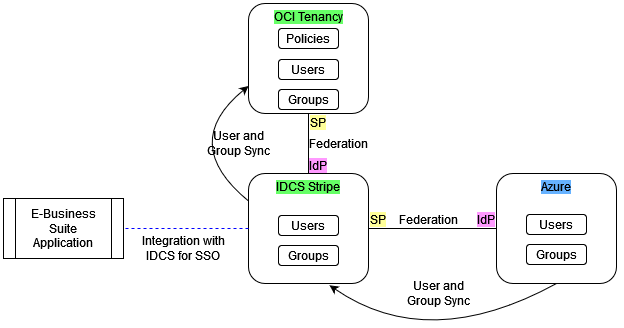 OCI Tenancy
Policies
Users
Groups
SP
User and
Group Sync
Federation
IdP
IDCS Stripe
Azure
E-Business
Suite
Application
Users
Groups
SP
Federation
IdP
Users
Groups
Integration with
IDCS for SSO
User and
Group Sync